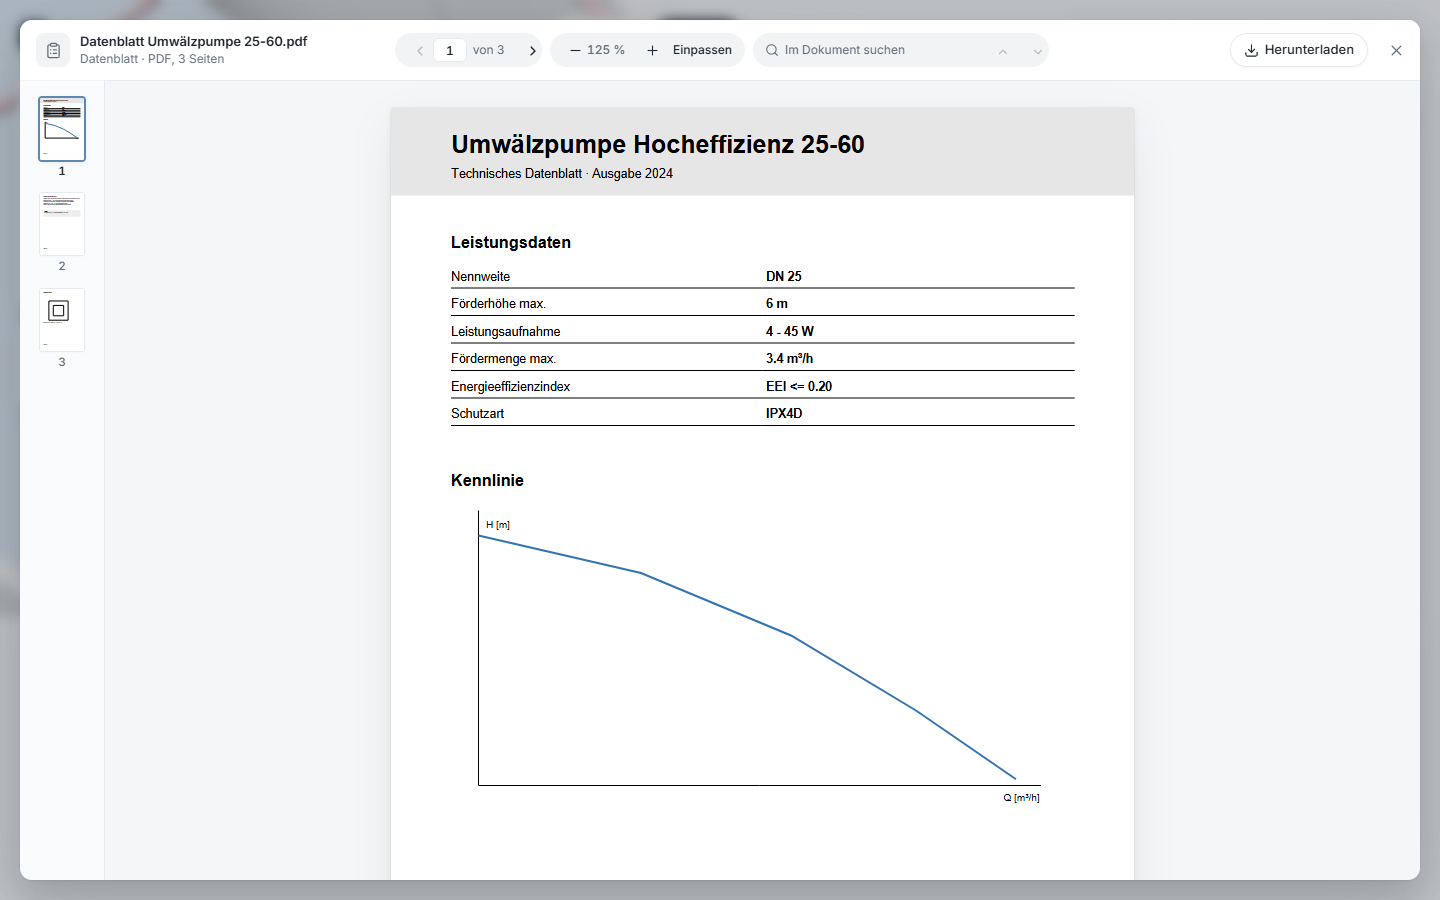 Datenblatt Umwälzpumpe 25-60.pdf
Datenblatt · PDF, 3 Seiten
1 von 3
125 %
Einpassen
Im Dokument suchen
Herunterladen
1
2
3
Umwälzpumpe Hocheffizienz 25-60
Technisches Datenblatt · Ausgabe 2024
Leistungsdaten
Nennweite DN 25
Förderhöhe max. 6 m
Leistungsaufnahme 4 - 45 W
Fördermenge max. 3.4 m³/h
Energieeffizienzindex EEI <= 0.20
Schutzart IPX4D
Kennlinie
H [m]
Q [m³/h]